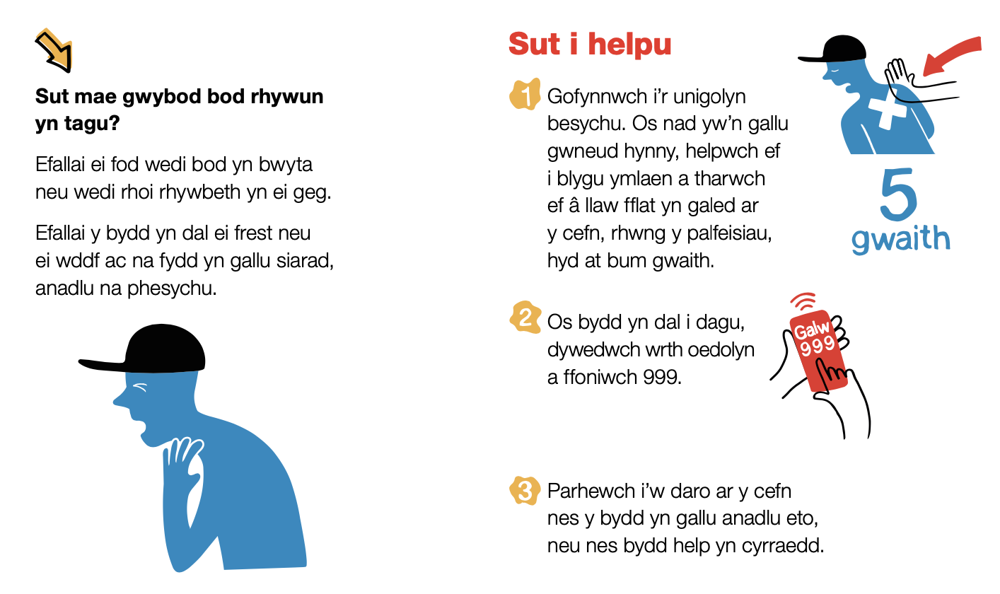 Sut mae gwybod bod rhywun
yn tagu?
Efallai ei fod wedi bod yn bwyta
neu wedi rhoi rhywbeth yn ei geg.
Efallai y bydd yn dal ei frest neu
ei wddf ac na fydd yn gallu siarad,
anadlu na phesychu.
Sut i helpu
1 Gofynnwch i’r unigolyn
besychu. Os nad yw’n gallu
gwneud hynny, helpwch ef
i blygu ymlaen a tharwch
ef â llaw fflat yn galed ar
y cefn, rhwng y palfeisiau,
hyd at bum gwaith.
5
gwaith
2 Os bydd yn dal i dagu,
dywedwch wrth oedolyn
a ffoniwch 999.
Galw
999
3 Parhewch i’w daro ar y cefn
nes y bydd yn gallu anadlu eto,
neu nes bydd help yn cyrraedd.